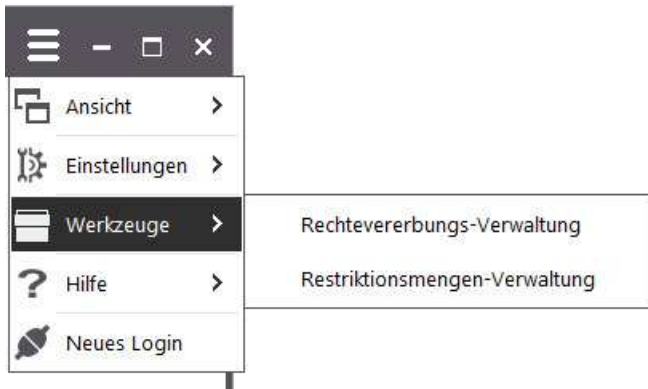 Ansicht
Einstellungen
Werkzeuge
Rechtevererbungs-Verwaltung
Restriktionsmengen-Verwaltung
Hilfe
Neues Login